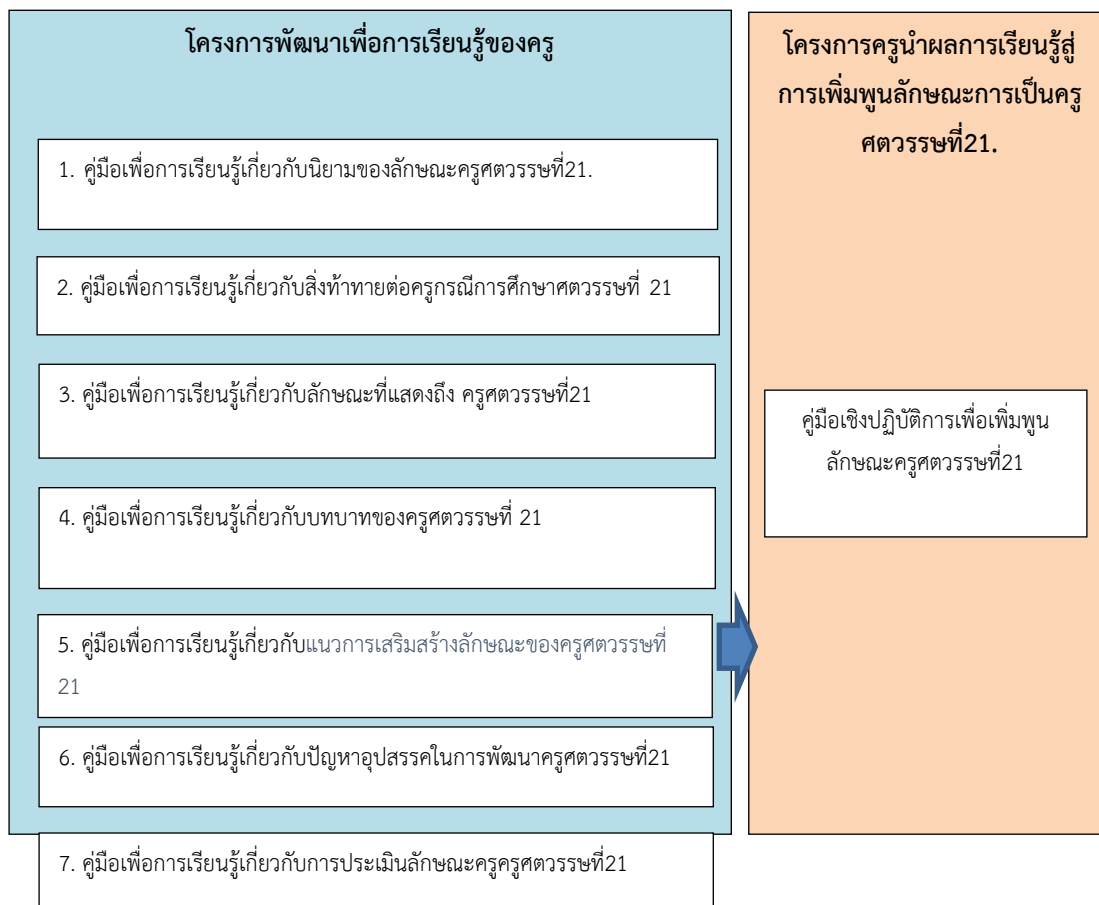 โครงการพัฒนาเพื่อการเรียนรู้ของครู
1. คู่มือเพื่อการเรียนรู้เกี่ยวกับนิยามของลักษณะครูศตวรรษที่21.
2. คู่มือเพื่อการเรียนรู้เกี่ยวกับสิ่งท้าทายต่อครูกรณีการศึกษาศตวรรษที่ 21
3. คู่มือเพื่อการเรียนรู้เกี่ยวกับลักษณะที่แสดงถึง ครูศตวรรษที่21
4. คู่มือเพื่อการเรียนรู้เกี่ยวกับบทบาทของครูศตวรรษที่ 21
5. คู่มือเพื่อการเรียนรู้เกี่ยวกับแนวการเสริมสร้างลักษณะของครูศตวรรษที่
21
6. คู่มือเพื่อการเรียนรู้เกี่ยวกับปัญหาอุปสรรคในการพัฒนาครูศตวรรษที่21
7. คู่มือเพื่อการเรียนรู้เกี่ยวกับการประเมินลักษณะครูครูศตวรรษที่21
โครงการครูนำผลการเรียนรู้สู่
การเพิ่มพูนลักษณะการเป็นครู
ศตวรรษที่21.
คู่มือเชิงปฏิบัติการเพื่อเพิ่มพูน
ลักษณะครูศตวรรษที่21